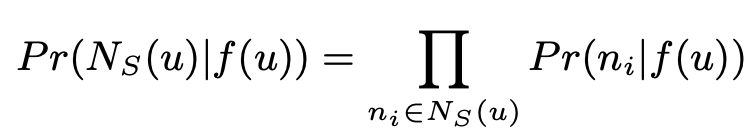 Pr(N_S(u)|f(u)) = ∏_{n_i∈N_S(u)} Pr(n_i|f(u))